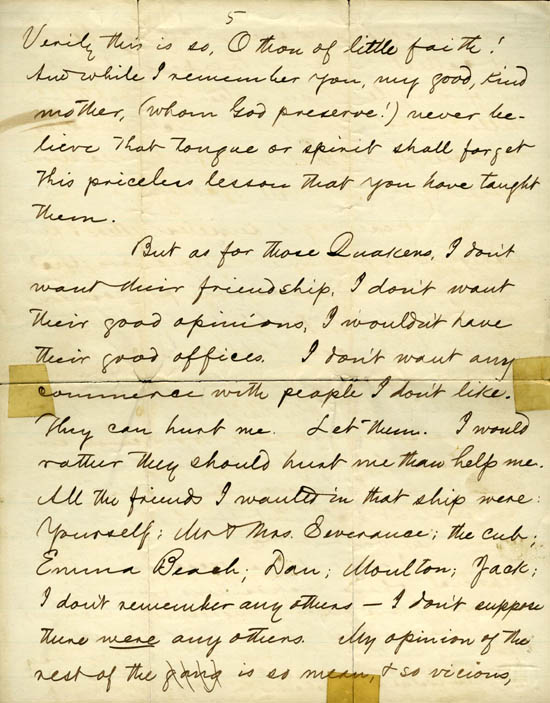 5
Verily this is so, O thou of little faith!
And while I remember you, my good, kind
mother, (whom God preserve!) never be-
lieve that tongue or spirit shall forget
this priceless lesson that you have taught
them.
But as for those Quakers, I don't
want their friendship, I don't want
their good opinions, I wouldn't have
their good offices. I don't want any
commerce with people I don't like.
They can hurt me. Let them. I would
rather they should hurt me than help me.
All the friends I wanted in that ship were:
Yourself; Mr & Mrs. Severance; the cub;
Emma Beach; Dan; Moulton; Jack;
I don't remember any others — I don't suppose
there were any others. My opinion of the
rest of the gang is so mean, & so vicious,